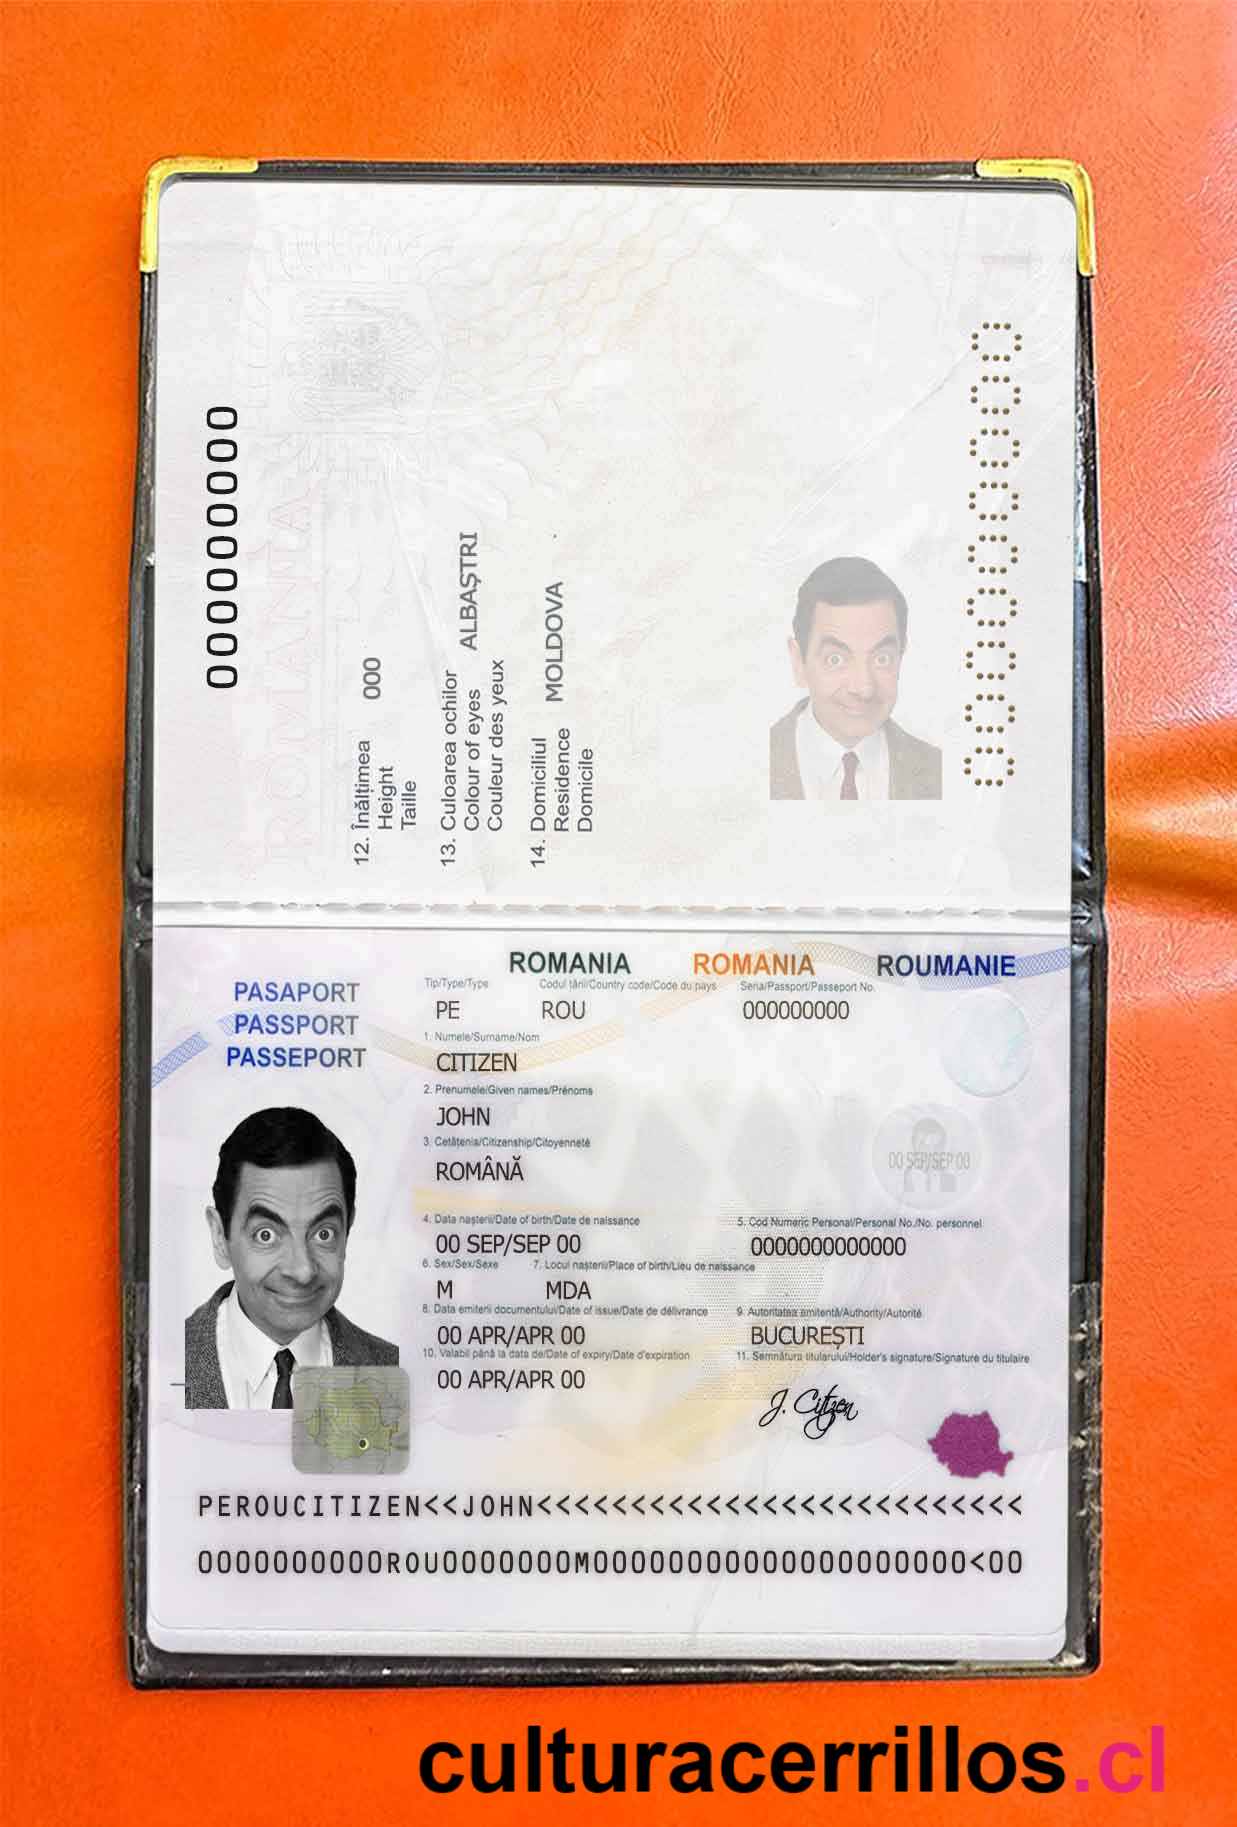 000000000
ROMANIA
12. Înălțimea 000
Height
Taille
13. Culoarea ochilor
Colour of eyes ALBAȘTRI
Couleur des yeux
14. Domiciliul
Residence MOLDOVA
Domicile
000000000
ROMANIA ROMANIA ROUMANIE
PASAPORT
PASSPORT
PASSEPORT
Tip/Type/Type Codul țării/Country code/Code du pays Seria/Passport/Passeport No.
PE ROU 000000000
1. Numele/Surname/Nom
CITIZEN
2. Prenumele/Given names/Prénoms
JOHN
3. Cetățenia/Citizenship/Citoyenneté
ROMÂNĂ
00 SEP/SEP 00
4. Data nașterii/Date of birth/Date de naissance 5. Cod Numeric Personal/Personal No./No. personnel
00 SEP/SEP 00 0000000000000
6. Sex/Sex/Sexe 7. Locul nașterii/Place of birth/Lieu de naissance
M MDA
8. Data emiterii documentului/Date of issue/Date de délivrance 9. Autoritatea emitentă/Authority/Autorité
00 APR/APR 00 BUCUREȘTI
10. Valabil până la data de/Date of expiry/Date d'expiration 11. Semnătura titularului/Holder's signature/Signature du titulaire
00 APR/APR 00
J. Citizen
PEROUCITIZEN<<JOHN<<<<<<<<<<<<<<<<<<<<<<<<<<
0000000000ROU0000000M00000000000000000000<00
culturacerrillos.cl